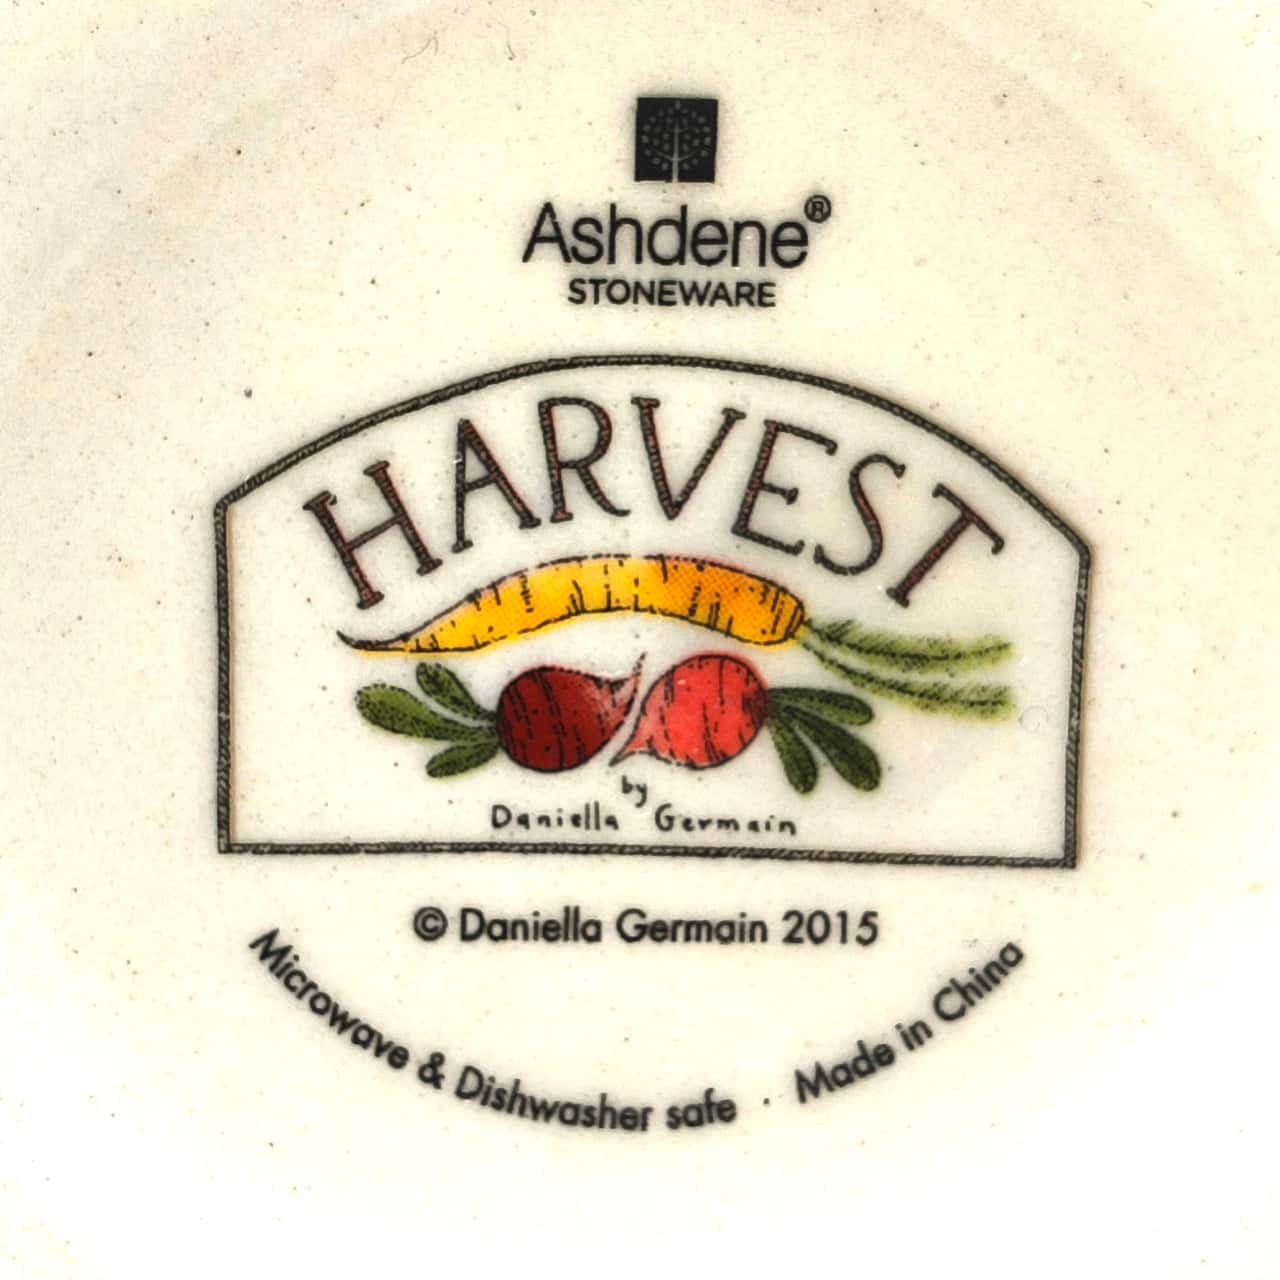 Ashdene®
STONEWARE
HARVEST
by
Daniella Germain
© Daniella Germain 2015
Microwave & Dishwasher safe · Made in China